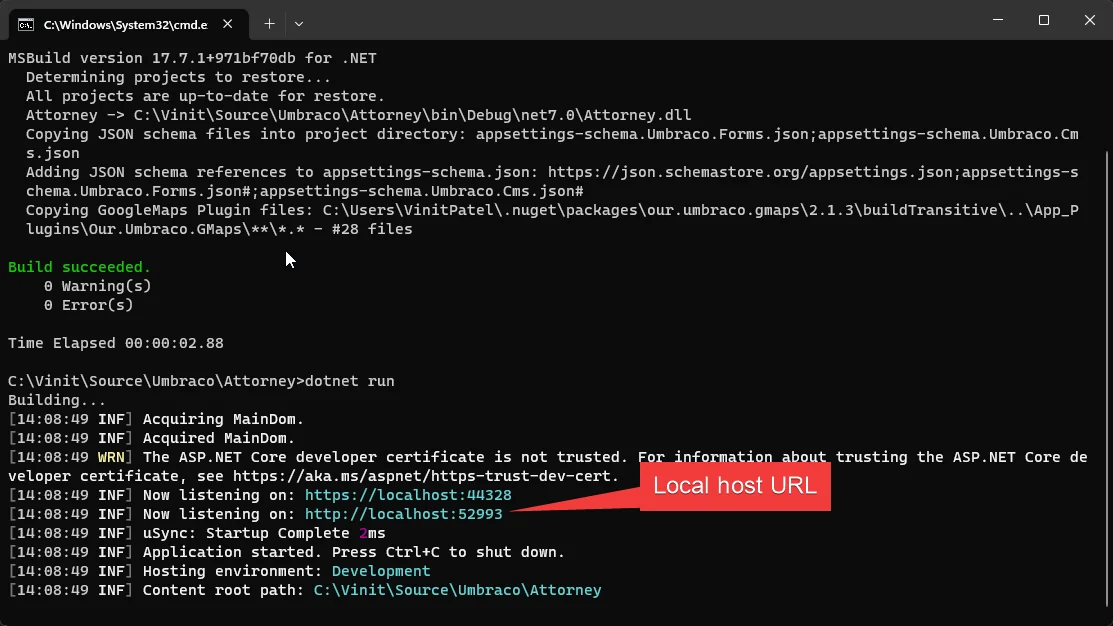 C:\Windows\System32\cmd.e
MSBuild version 17.7.1+971bf70db for .NET
Determining projects to restore...
All projects are up-to-date for restore.
Attorney -> C:\Vinit\Source\Umbraco\Attorney\bin\Debug\net7.0\Attorney.dll
Copying JSON schema files into project directory: appsettings-schema.Umbraco.Forms.json;appsettings-schema.Umbraco.Cm
s.json
Adding JSON schema references to appsettings-schema.json: https://json.schemastore.org/appsettings.json;appsettings-s
chema.Umbraco.Forms.json#;appsettings-schema.Umbraco.Cms.json#
Copying GoogleMaps Plugin files: C:\Users\VinitPatel\.nuget\packages\our.umbraco.gmaps\2.1.3\buildTransitive\..\App_P
lugins\Our.Umbraco.GMaps\**\*.* - #28 files
Build succeeded.
0 Warning(s)
0 Error(s)
Time Elapsed 00:00:02.88
C:\Vinit\Source\Umbraco\Attorney>dotnet run
Building...
[14:08:49 INF] Acquiring MainDom.
[14:08:49 INF] Acquired MainDom.
[14:08:49 WRN] The ASP.NET Core developer certificate is not trusted. For information about trusting the ASP.NET Core de
veloper certificate, see https://aka.ms/aspnet/https-trust-dev-cert.
Local host URL
[14:08:49 INF] Now listening on: https://localhost:44328
[14:08:49 INF] Now listening on: http://localhost:52993
[14:08:49 INF] uSync: Startup Complete 2ms
[14:08:49 INF] Application started. Press Ctrl+C to shut down.
[14:08:49 INF] Hosting environment: Development
[14:08:49 INF] Content root path: C:\Vinit\Source\Umbraco\Attorney